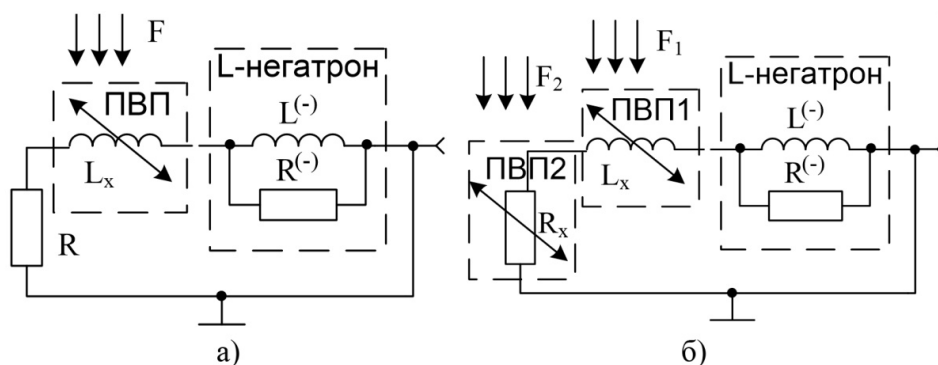 F
L-негатрон
ПВП
L(-)
R(-)
Lx
R
а)
F1
F2
L-негатрон
ПВП1
L(-)
ПВП2
R(-)
Lx
Rx
б)